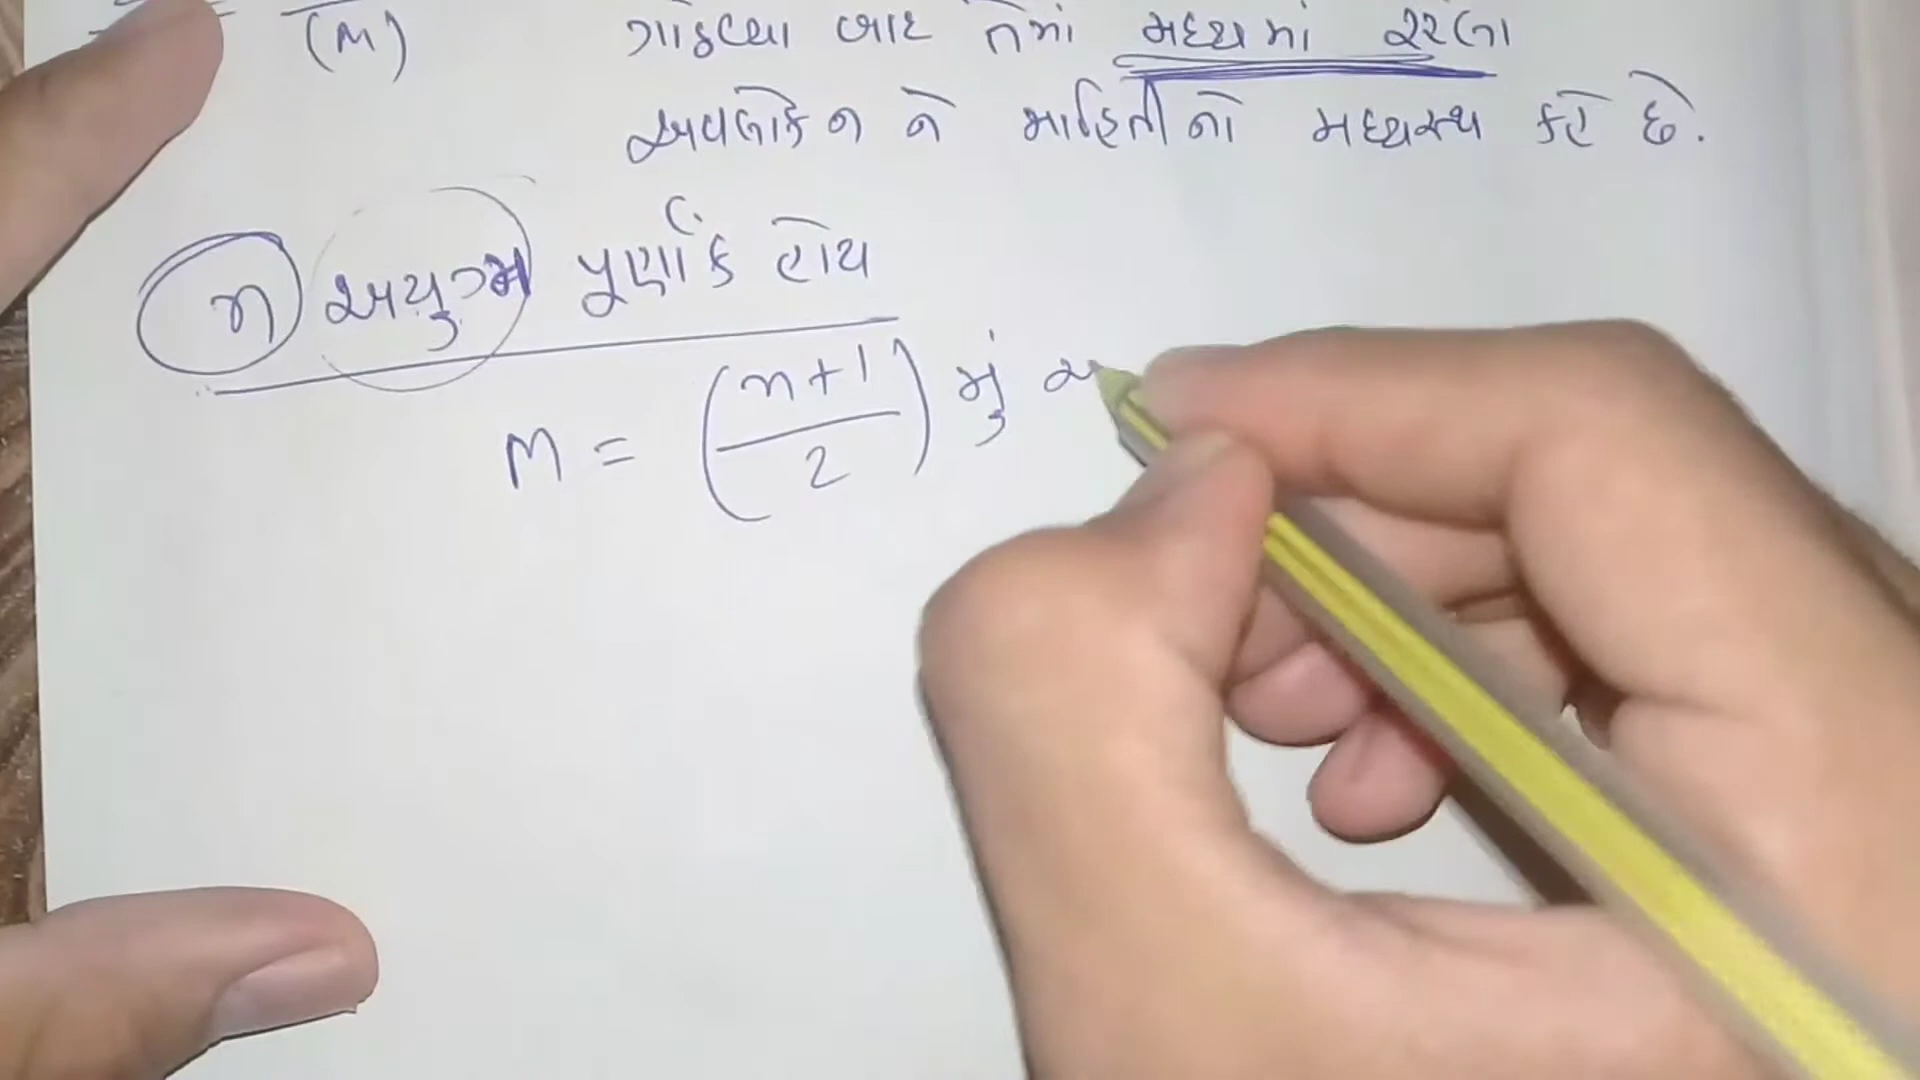 (M) ગોઠવ્યા બાદ તેમાં મધ્યમાં રહેલા
અવલોકન ને માહિતીનો મધ્યસ્થ કહે છે.
n અયુગ્મ પૂર્ણાંક હોય
M = (n+1/2) મું